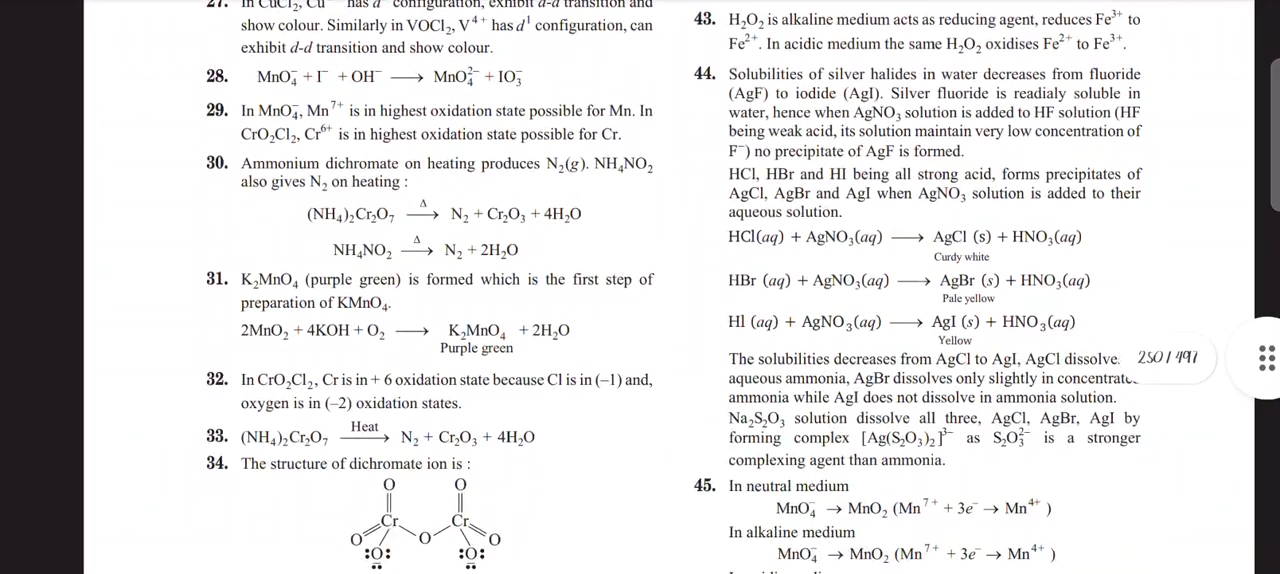 27. In CuCl₂, Cu has d configuration, exhibit d-d transition and
show colour. Similarly in VOCl₂, V⁴⁺ has d¹ configuration, can
exhibit d-d transition and show colour.
28. MnO₄⁻ + I⁻ + OH⁻ ⟶ MnO₄²⁻ + IO₃⁻
29. In MnO₄⁻, Mn⁷⁺ is in highest oxidation state possible for Mn. In
CrO₂Cl₂, Cr⁶⁺ is in highest oxidation state possible for Cr.
30. Ammonium dichromate on heating produces N₂(g). NH₄NO₂
also gives N₂ on heating :
(NH₄)₂Cr₂O₇ ⟶ N₂ + Cr₂O₃ + 4H₂O
Δ
NH₄NO₂ ⟶ N₂ + 2H₂O
Δ
31. K₂MnO₄ (purple green) is formed which is the first step of
preparation of KMnO₄.
2MnO₂ + 4KOH + O₂ ⟶ K₂MnO₄ + 2H₂O
Purple green
32. In CrO₂Cl₂, Cr is in + 6 oxidation state because Cl is in (–1) and,
oxygen is in (–2) oxidation states.
Heat
33. (NH₄)₂Cr₂O₇ ⟶ N₂ + Cr₂O₃ + 4H₂O
34. The structure of dichromate ion is :
O O
Cr Cr
O O O
:O: :O:
43. H₂O₂ is alkaline medium acts as reducing agent, reduces Fe³⁺ to
Fe²⁺. In acidic medium the same H₂O₂ oxidises Fe²⁺ to Fe³⁺.
44. Solubilities of silver halides in water decreases from fluoride
(AgF) to iodide (AgI). Silver fluoride is readialy soluble in
water, hence when AgNO₃ solution is added to HF solution (HF
being weak acid, its solution maintain very low concentration of
F⁻) no precipitate of AgF is formed.
HCl, HBr and HI being all strong acid, forms precipitates of
AgCl, AgBr and AgI when AgNO₃ solution is added to their
aqueous solution.
HCl(aq) + AgNO₃(aq) ⟶ AgCl (s) + HNO₃(aq)
Curdy white
HBr (aq) + AgNO₃(aq) ⟶ AgBr (s) + HNO₃(aq)
Pale yellow
HI (aq) + AgNO₃(aq) ⟶ AgI (s) + HNO₃(aq)
Yellow
The solubilities decreases from AgCl to AgI, AgCl dissolve
250 / 497
aqueous ammonia, AgBr dissolves only slightly in concentrate
ammonia while AgI does not dissolve in ammonia solution.
Na₂S₂O₃ solution dissolve all three, AgCl, AgBr, AgI by
forming complex [Ag(S₂O₃)₂]³⁻ as S₂O₃²⁻ is a stronger
complexing agent than ammonia.
45. In neutral medium
MnO₄⁻ → MnO₂ (Mn⁷⁺ + 3e⁻ → Mn⁴⁺ )
In alkaline medium
MnO₄⁻ → MnO₂ (Mn⁷⁺ + 3e⁻ → Mn⁴⁺ )